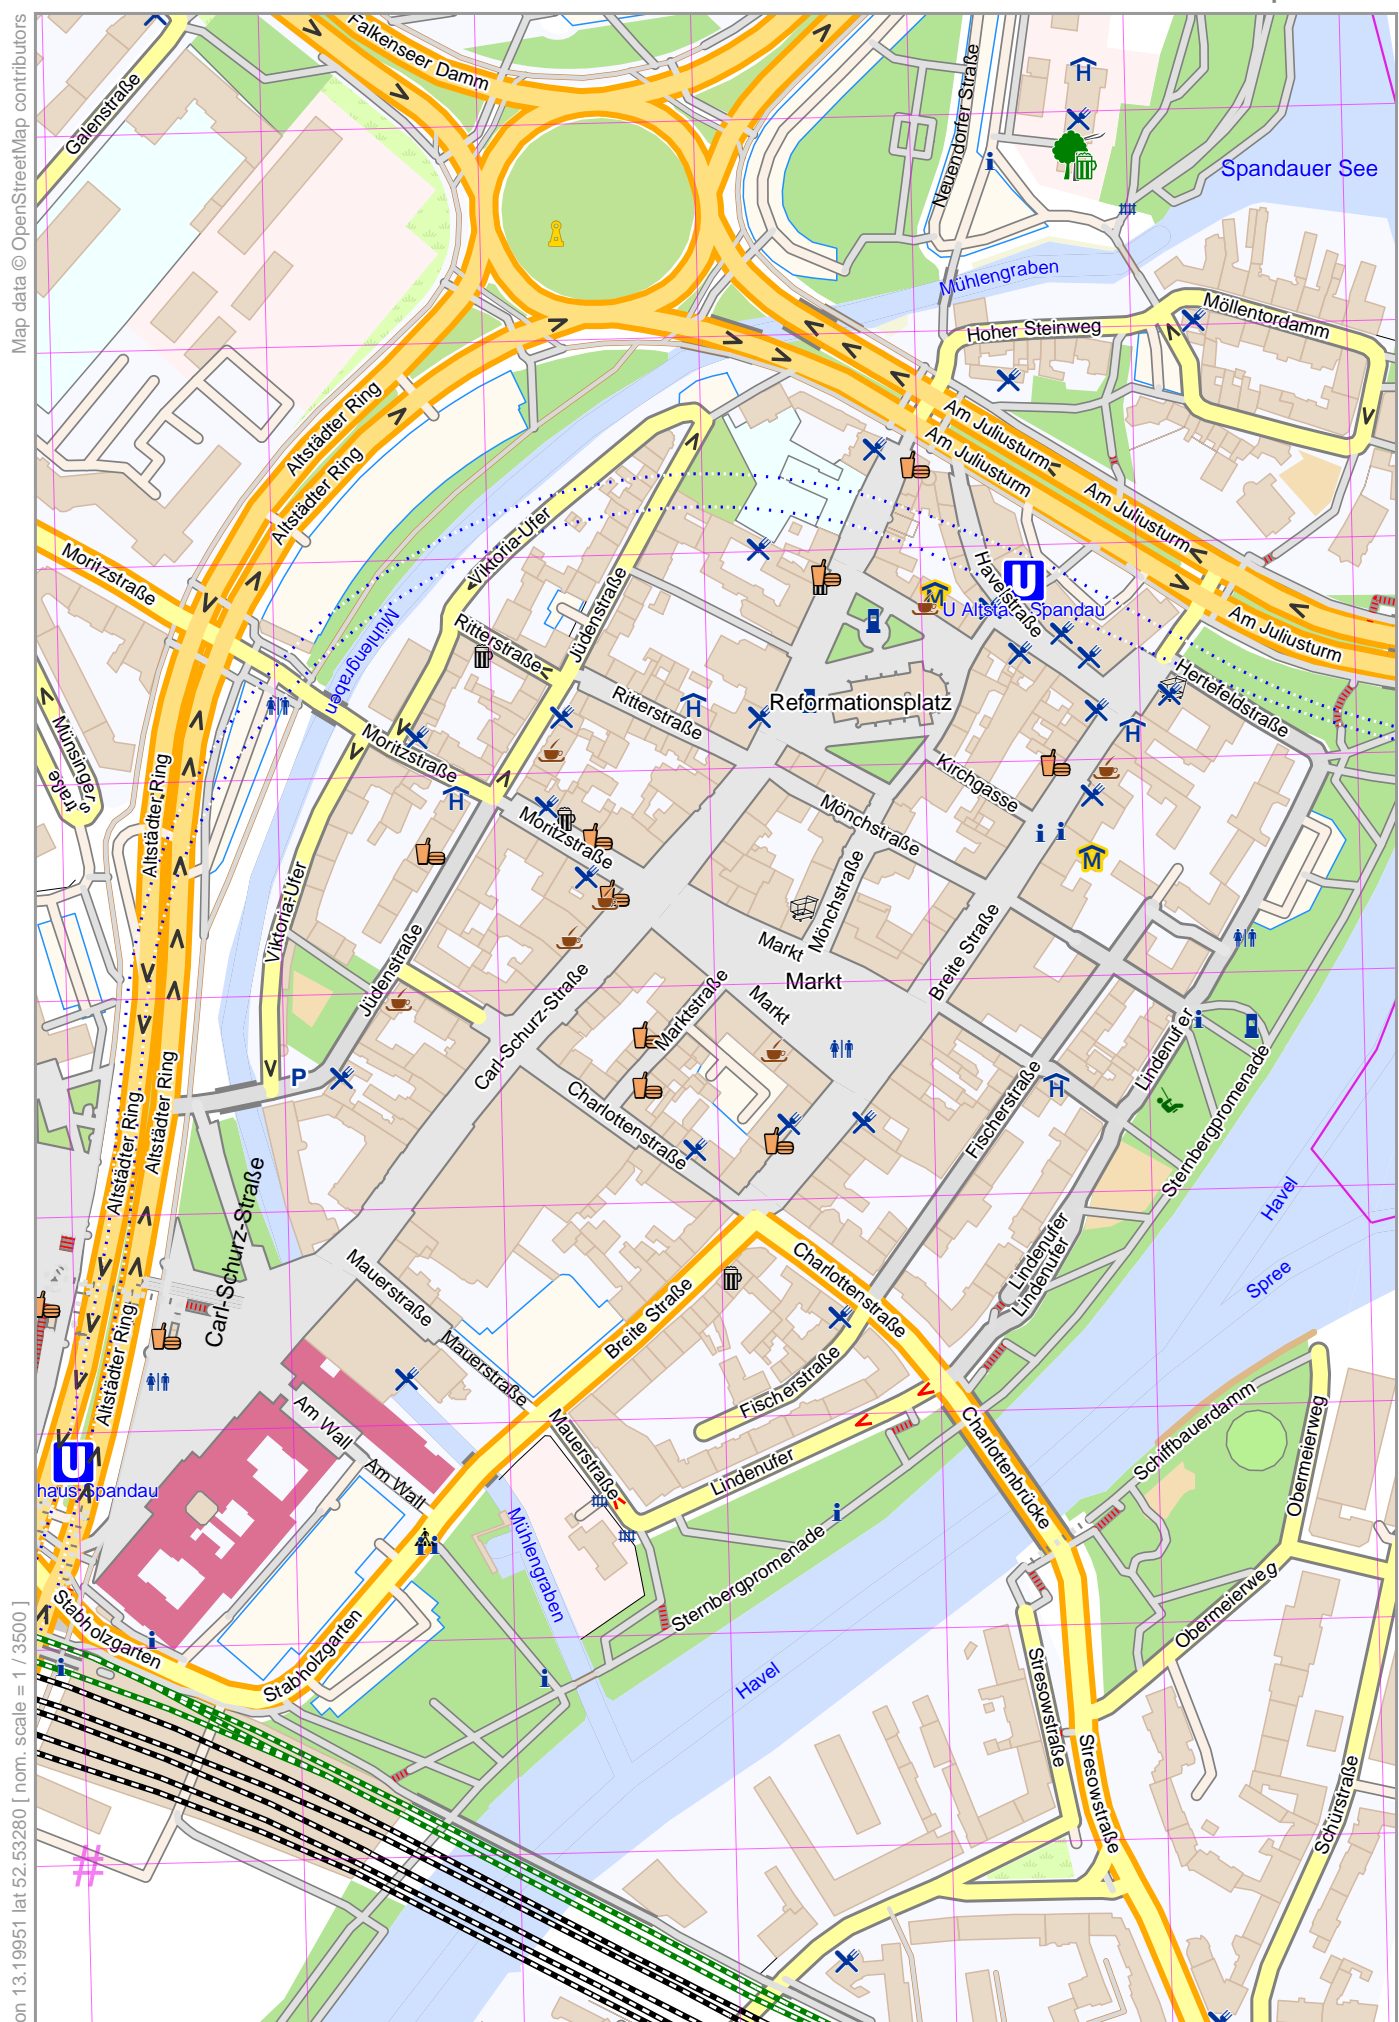 Map data © OpenStreetMap contributors
Falkenseer Damm
Galenstraße
Neuendorfer Straße
H
Spandauer See
Mühlengraben
Hoher Steinweg
Möllentordamm
Altstädter Ring
Altstädter Ring
Am Juliusturm
Am Juliusturm
Am Juliusturm
Am Juliusturm
Moritzstraße
Viktoria-Ufer
Jüdenstraße
Havelstraße
U
M
U Altstadt Spandau
Mühlengraben
Mühlengraben
Ritterstraße
Ritterstraße
H
Reformationsplatz
Hertefeldstraße
Münsingerstraße
Moritzstraße
H
H
Kirchgasse
Altstädter Ring
Moritzstraße
Mönchstraße
Mönchstraße
M
Viktoria-Ufer
Jüdenstraße
Markt
Markt
Markt
Breite Straße
Carl-Schurz-Straße
Marktstraße
Lindenufer
P
Altstädter Ring
Altstädter Ring
Charlottenstraße
Fischerstraße
H
Sternbergpromenade
Carl-Schurz-Straße
Havel
Spree
Lindenufer
Lindenufer
Mauerstraße
Mauerstraße
Charlottenstraße
Breite Straße
Altstädter Ring
Fischerstraße
Am Wall
Am Wall
Mauerstraße
Lindenufer
Charlottenbrücke
Schiffbauerdamm
Obermeierweg
U
haus Spandau
Mühlengraben
Sternbergpromenade
Obermeierweg
Stabholzgarten
Stabholzgarten
Havel
Stresowstraße
Stresowstraße
Schürstraße
#
on 13.19951 lat 52.53280 [ nom. scale = 1 / 3500 ]